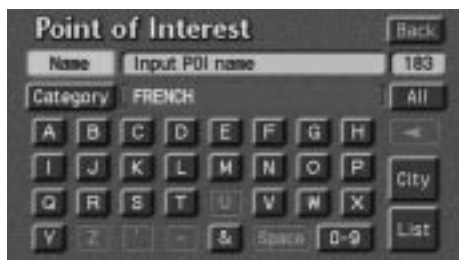 Point of Interest Back
Name Input POI name 183
Category FRENCH All
A B C D E F G H
I J K L M N O P City
Q R S T U V W X
Y Z ' - & Space 0-9 List